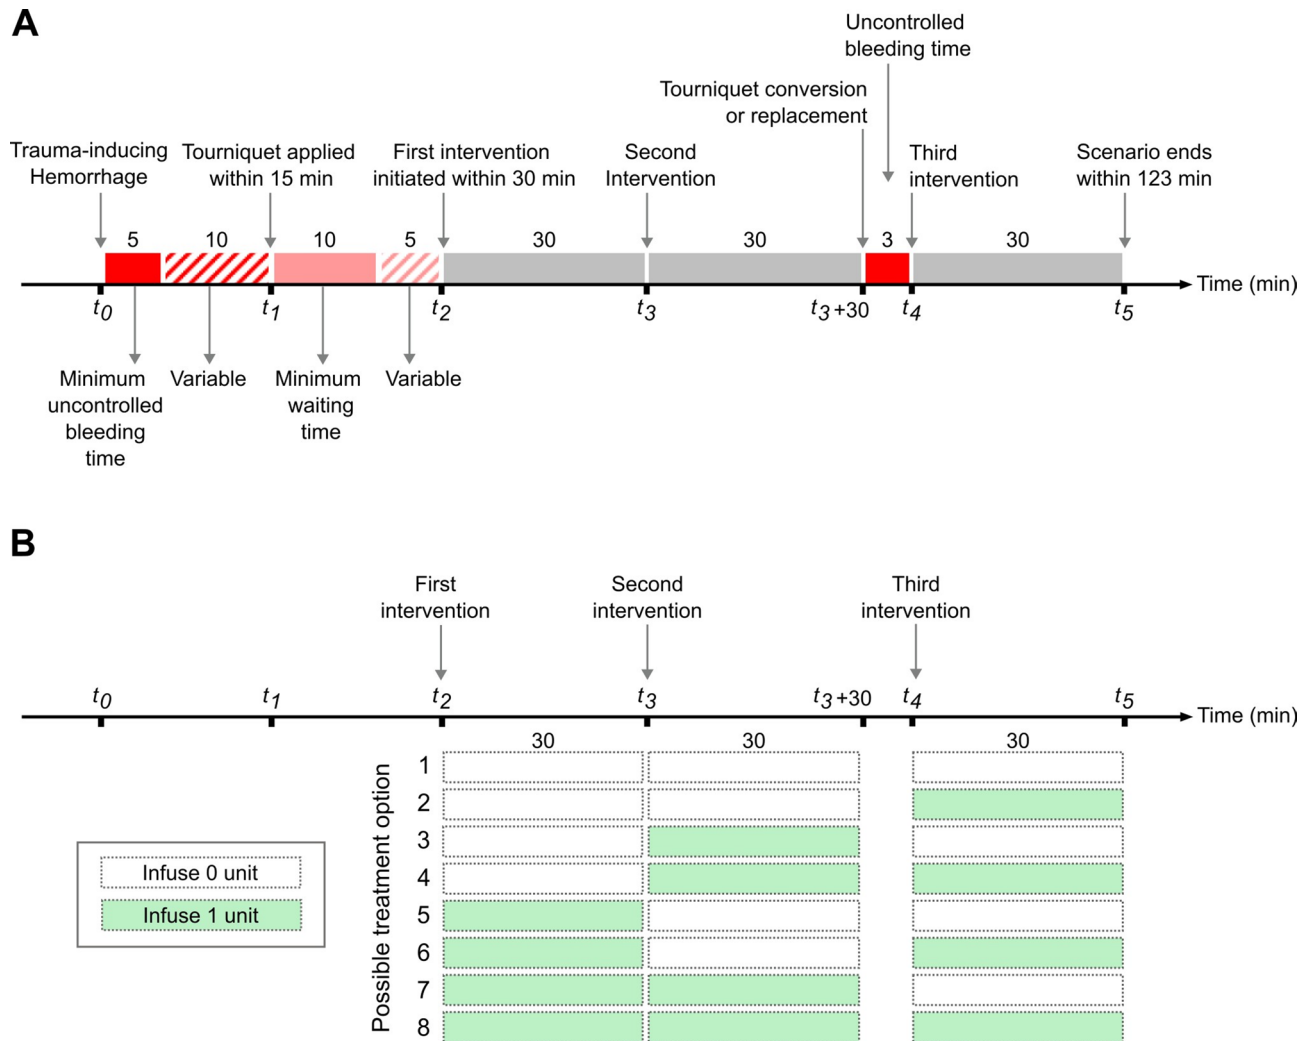 A
Uncontrolled
bleeding time
Tourniquet conversion
or replacement
Trauma-inducing
Hemorrhage
Tourniquet applied
within 15 min
First intervention
initiated within 30 min
Second
Intervention
Third
intervention
Scenario ends
within 123 min
5 10 10 5 30 30 3 30
Time (min)
t0 t1 t2 t3 t3 +30 t4 t5
Minimum
uncontrolled
bleeding
time
Variable
Minimum
waiting
time
Variable
B
First
intervention
Second
intervention
Third
intervention
t0 t1 t2 t3 t3 +30 t4 t5
Time (min)
30 30 30
Possible treatment option
1
2
3
4
5
6
7
8
Infuse 0 unit
Infuse 1 unit